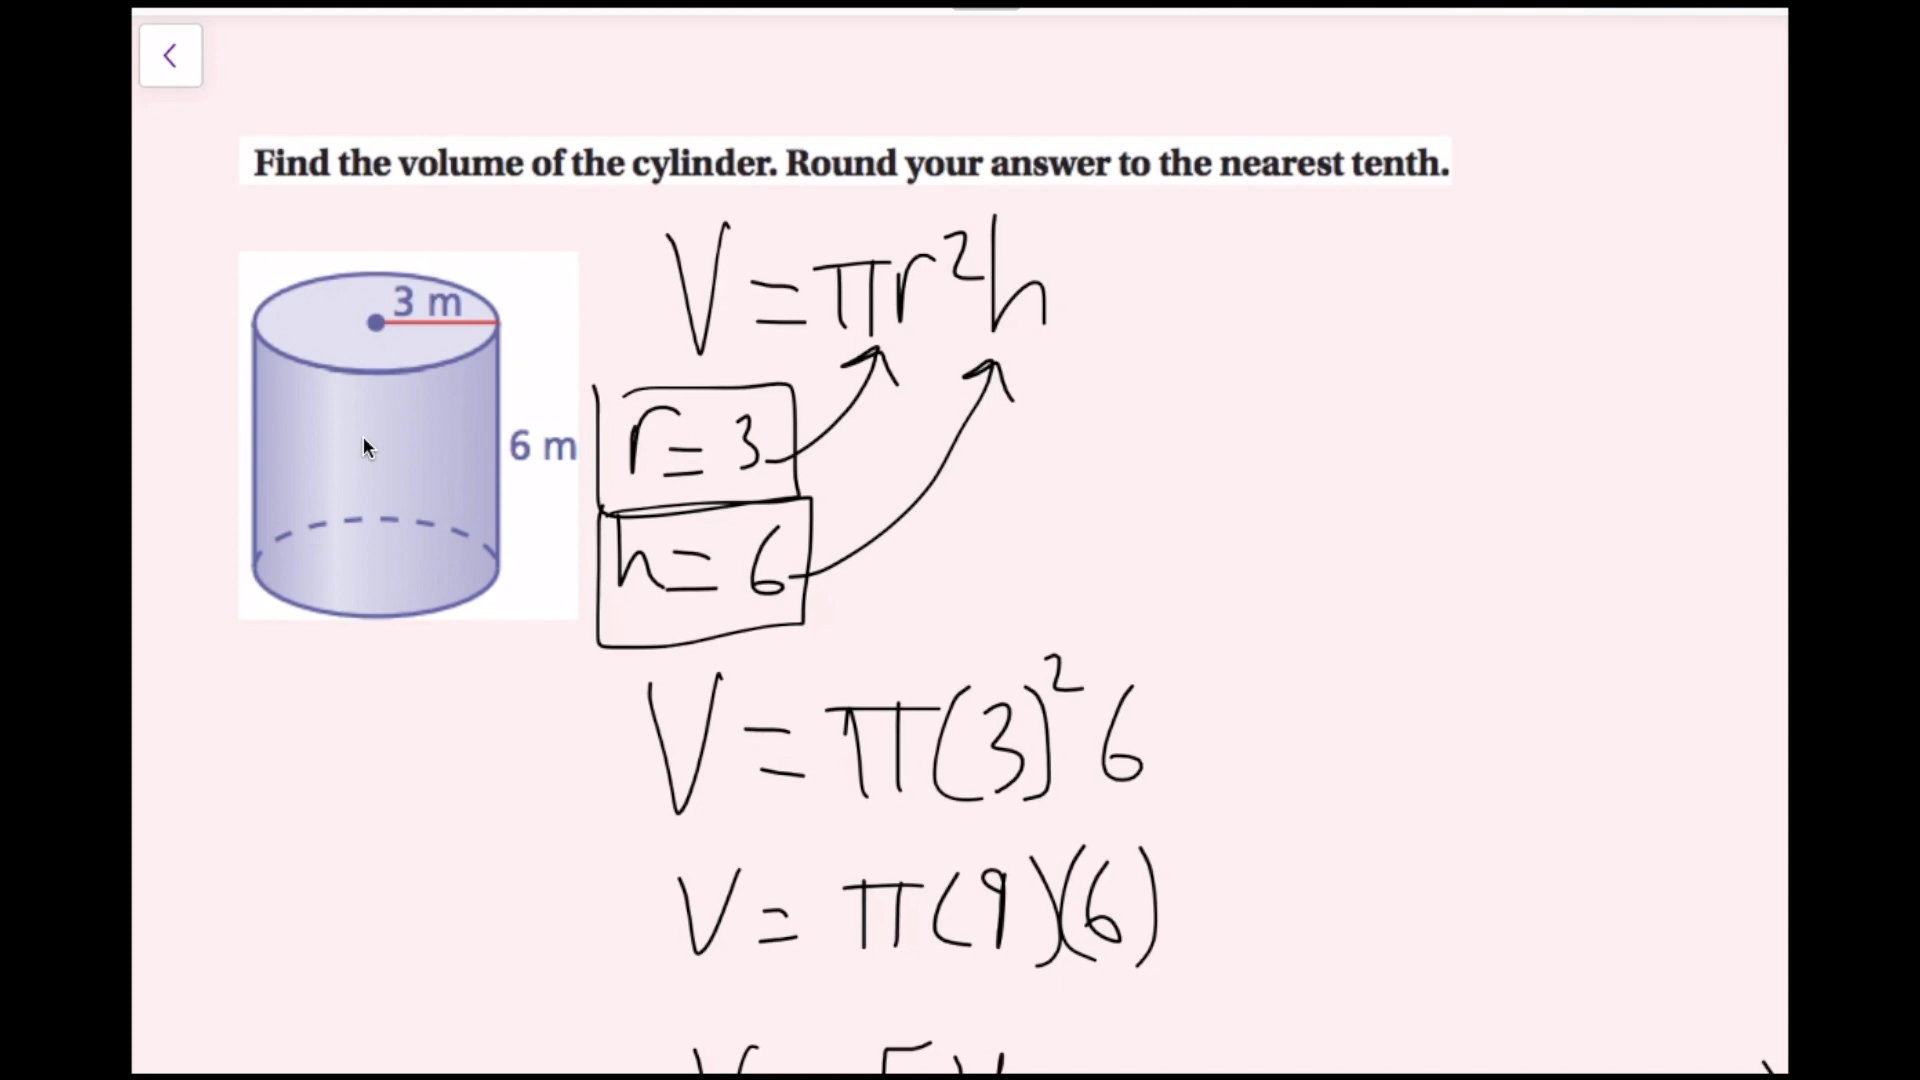 Find the volume of the cylinder. Round your answer to the nearest tenth.
V = πr²h
3 m
r = 3
6 m
h = 6
V = π(3)² 6
V = π(9)(6)